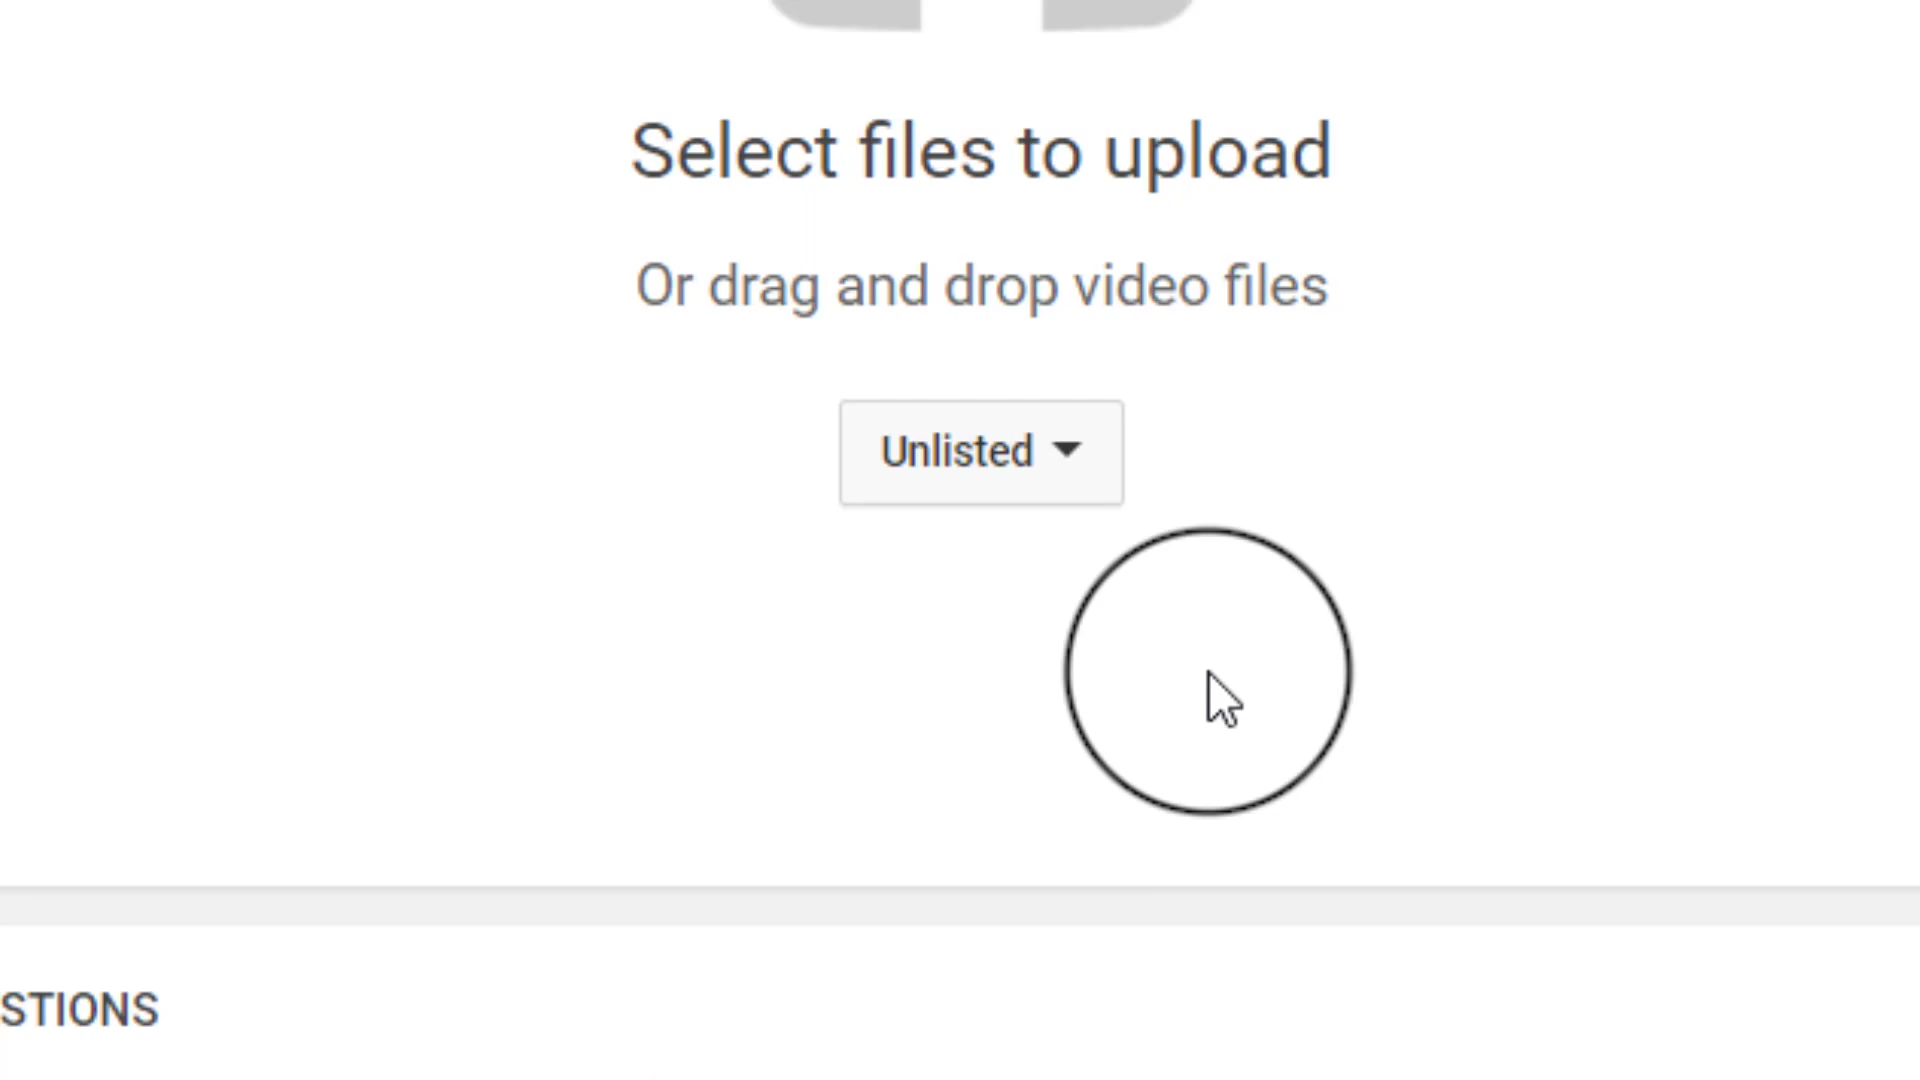 Select files to upload
Or drag and drop video files
Unlisted
STIONS